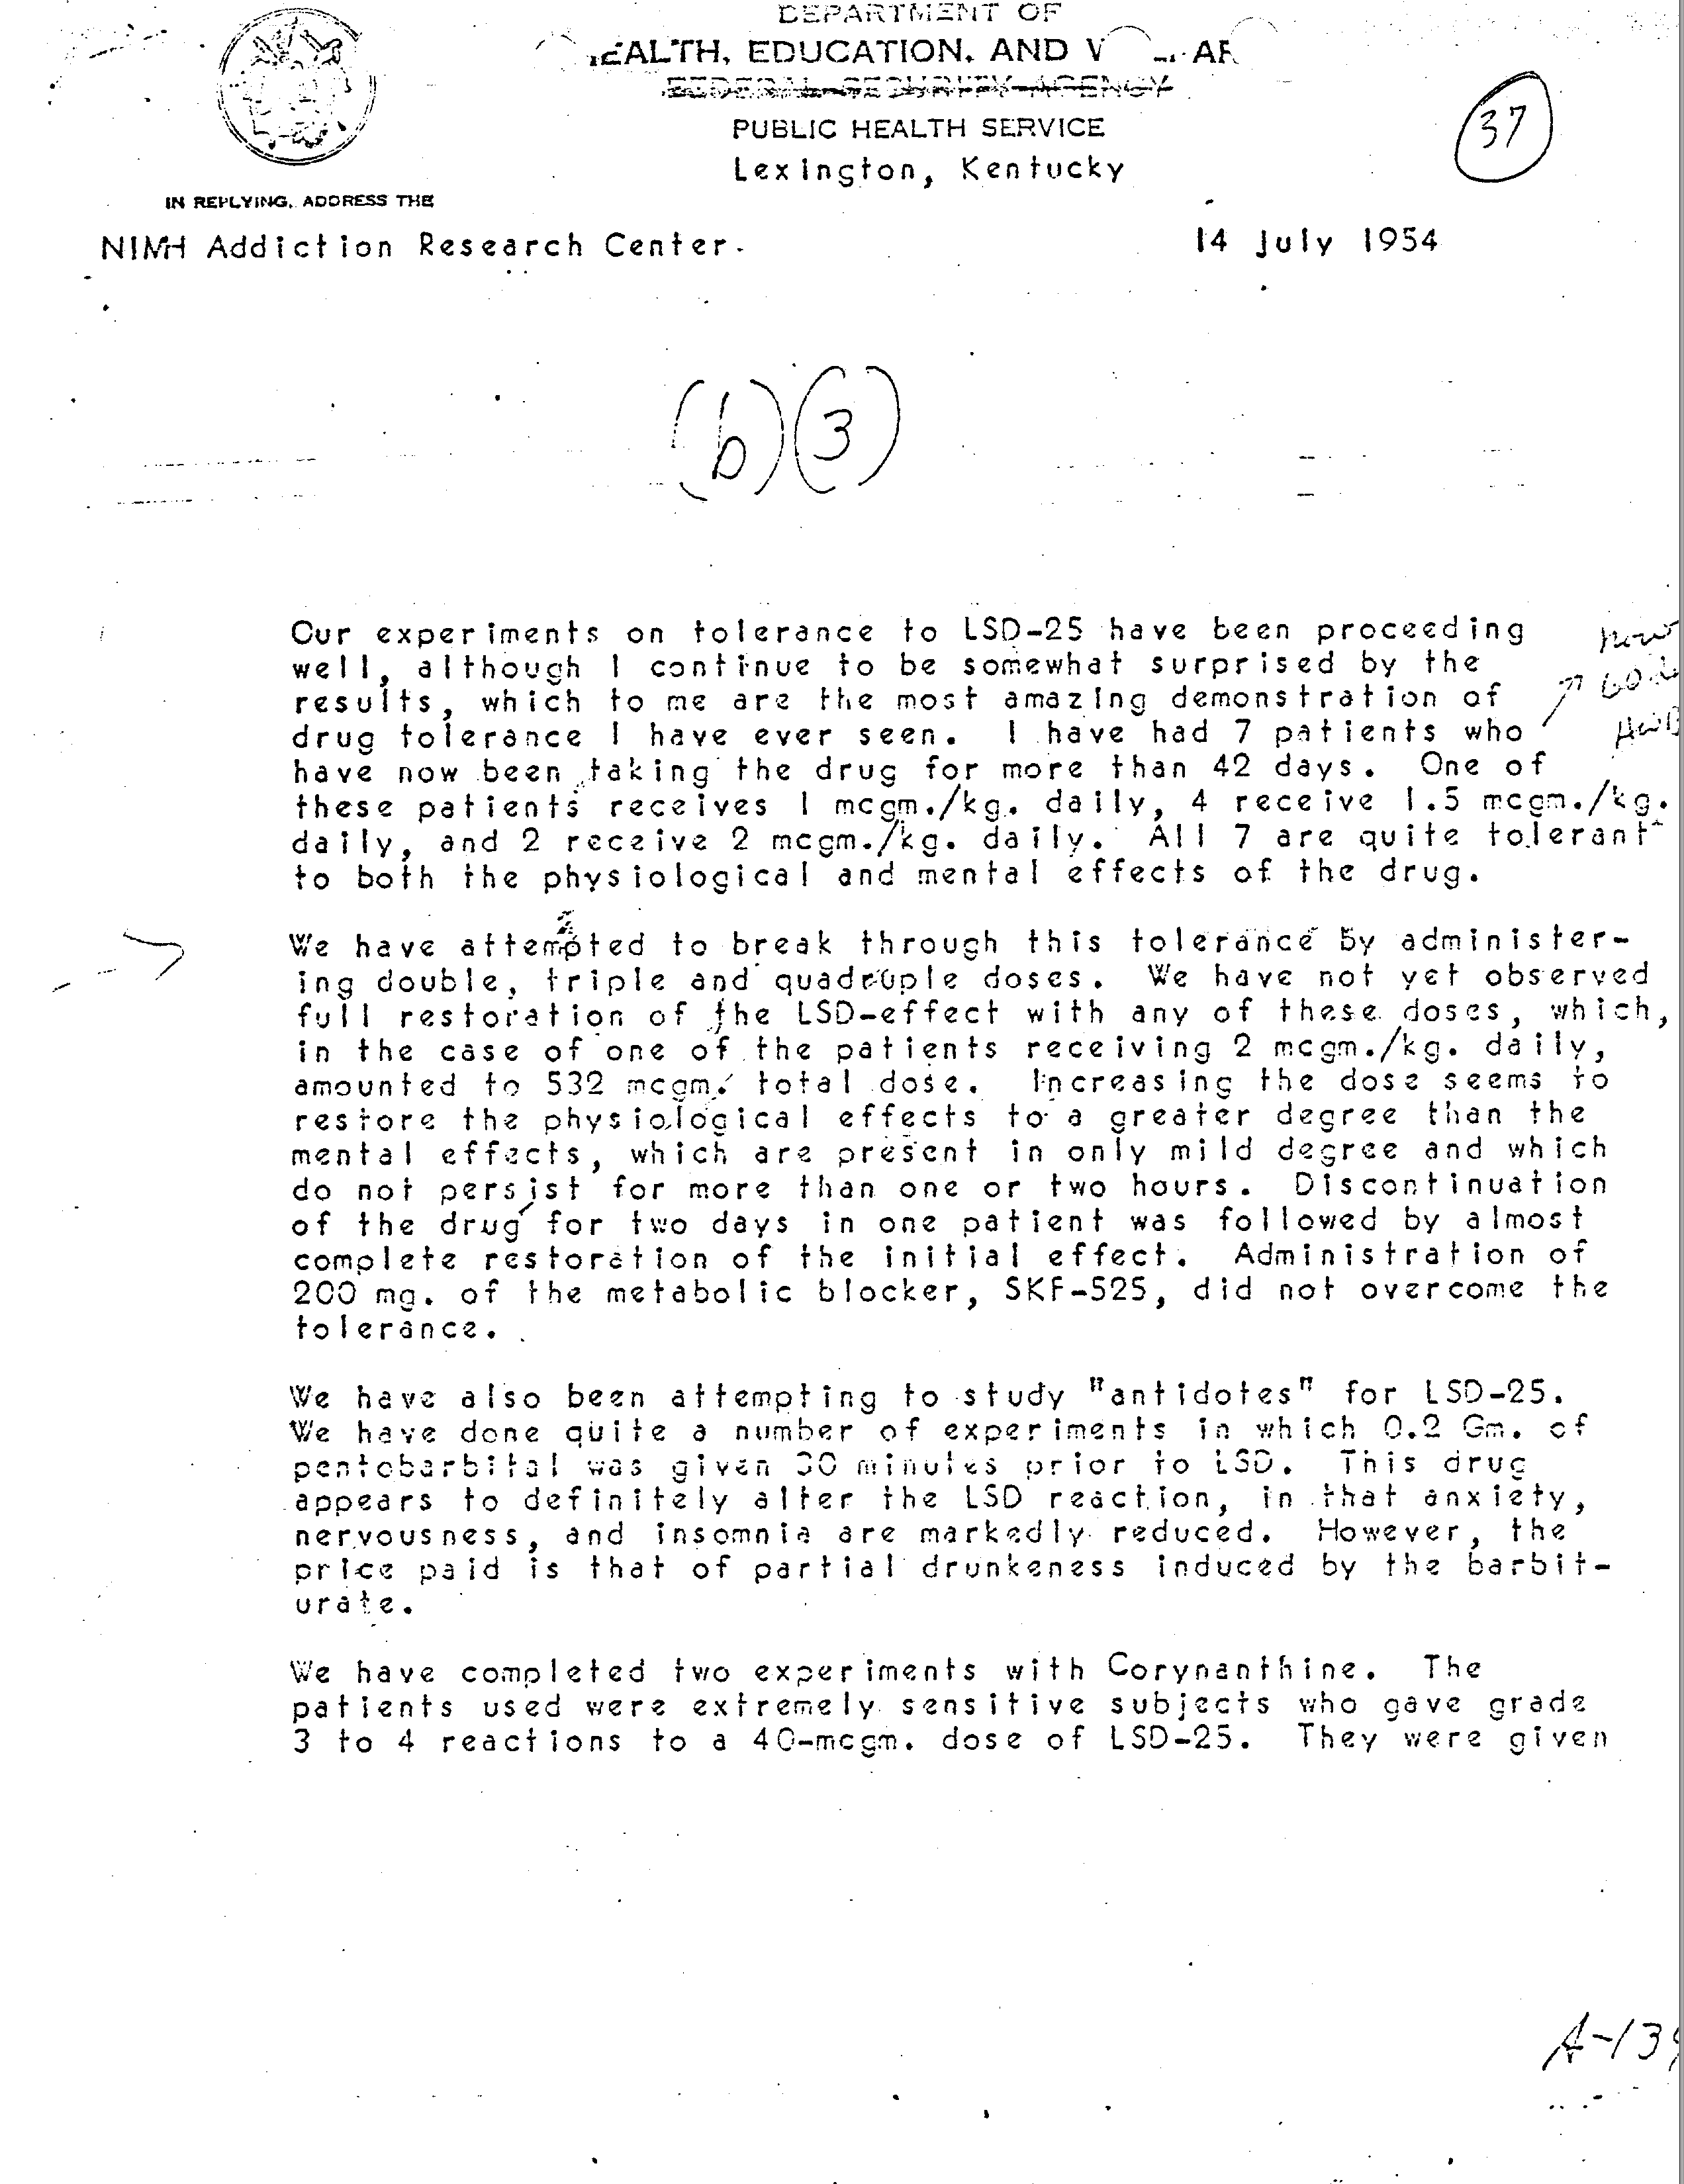 DEPARTMENT OF
HEALTH, EDUCATION, AND
FEDERAL SECURITY AGENCY
PUBLIC HEALTH SERVICE
Lexington, Kentucky
37
IN REPLYING, ADDRESS THE
NIMH Addiction Research Center.
14 July 1954
(b)(3)
Our experiments on tolerance to LSD-25 have been proceeding
well, although I continue to be somewhat surprised by the
results, which to me are the most amazing demonstration of
drug tolerance I have ever seen. I have had 7 patients who
have now been taking the drug for more than 42 days. One of
these patients receives 1 mcgm./kg. daily, 4 receive 1.5 mcgm./kg.
daily, and 2 receive 2 mcgm./kg. daily. All 7 are quite tolerant
to both the physiological and mental effects of the drug.
We have attempted to break through this tolerance by administer-
ing double, triple and quadruple doses. We have not yet observed
full restoration of the LSD-effect with any of these doses, which,
in the case of one of the patients receiving 2 mcgm./kg. daily,
amounted to 532 mcgm. total dose. Increasing the dose seems to
restore the physiological effects to a greater degree than the
mental effects, which are present in only mild degree and which
do not persist for more than one or two hours. Discontinuation
of the drug for two days in one patient was followed by almost
complete restoration of the initial effect. Administration of
200 mg. of the metabolic blocker, SKF-525, did not overcome the
tolerance.
We have also been attempting to study "antidotes" for LSD-25.
We have done quite a number of experiments in which 0.2 Gm. of
pentobarbital was given 30 minutes prior to LSD. This drug
appears to definitely alter the LSD reaction, in that anxiety,
nervousness, and insomnia are markedly reduced. However, the
price paid is that of partial drunkeness induced by the barbit-
urate.
We have completed two experiments with Corynanthine. The
patients used were extremely sensitive subjects who gave grade
3 to 4 reactions to a 40-mcgm. dose of LSD-25. They were given